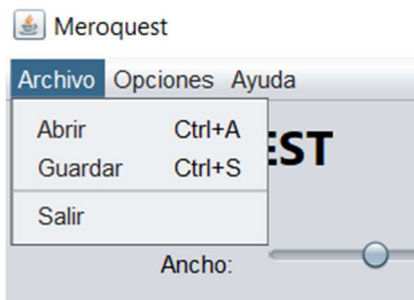 Meroquest
Archivo Opciones Ayuda
Abrir Ctrl+A
EST
Guardar Ctrl+S
Salir
Ancho: